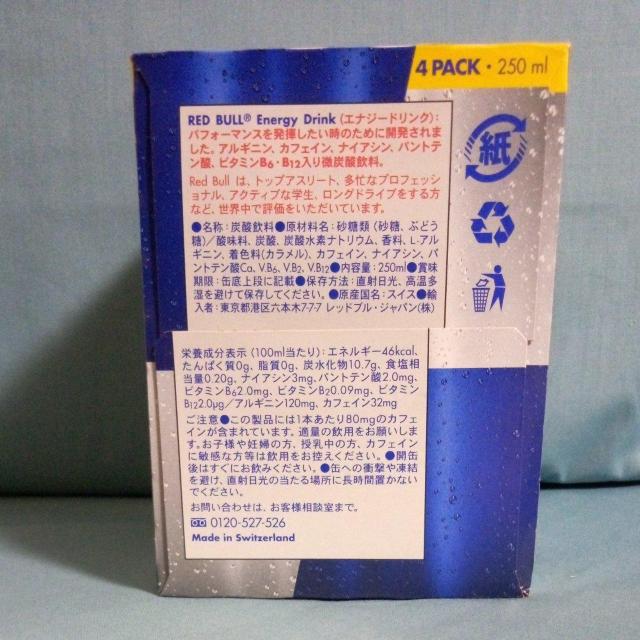 4 PACK・250 ml
RED BULL® Energy Drink (エナジードリンク):
パフォーマンスを発揮したい時のために開発されま
した。アルギニン、カフェイン、ナイアシン、パントテ
ン酸、ビタミンB6・B12入り微炭酸飲料。
Red Bull は、トップアスリート、多忙なプロフェッシ
ョナル、アクティブな学生、ロングドライブをする方
など、世界中で評価をいただいています。
紙
●名称:炭酸飲料●原材料名:砂糖類(砂糖、ぶどう
糖)/酸味料、炭酸、炭酸水素ナトリウム、香料、L-アル
ギニン、着色料(カラメル)、カフェイン、ナイアシン、パ
ントテン酸Ca、V.B6、V.B2、V.B12●内容量:250ml●賞味
期限:缶底上段に記載●保存方法:直射日光、高温多
湿を避けて保存してください。●原産国名:スイス●輸
入者:東京都港区六本木7-7-7 レッドブル・ジャパン(株)
栄養成分表示(100ml当たり):エネルギー46kcal、
たんぱく質0g、脂質0g、炭水化物10.7g、食塩相
当量0.20g、ナイアシン3mg、パントテン酸2.0mg、
ビタミンB62.0mg、ビタミンB20.09mg、ビタミン
B122.0μg/アルギニン120mg、カフェイン32mg
ご注意●この製品には1本あたり80mgのカフェ
インが含まれています。適量の飲用をお願いしま
す。お子様や妊婦の方、授乳中の方、カフェイン
に敏感な方等は飲用をお控えください。●開缶
後はすぐにお飲みください。●缶への衝撃や凍結
を避け、直射日光の当たる場所に長時間置かない
でください。
お問い合わせは、お客様相談室まで。
0120-527-526
Made in Switzerland